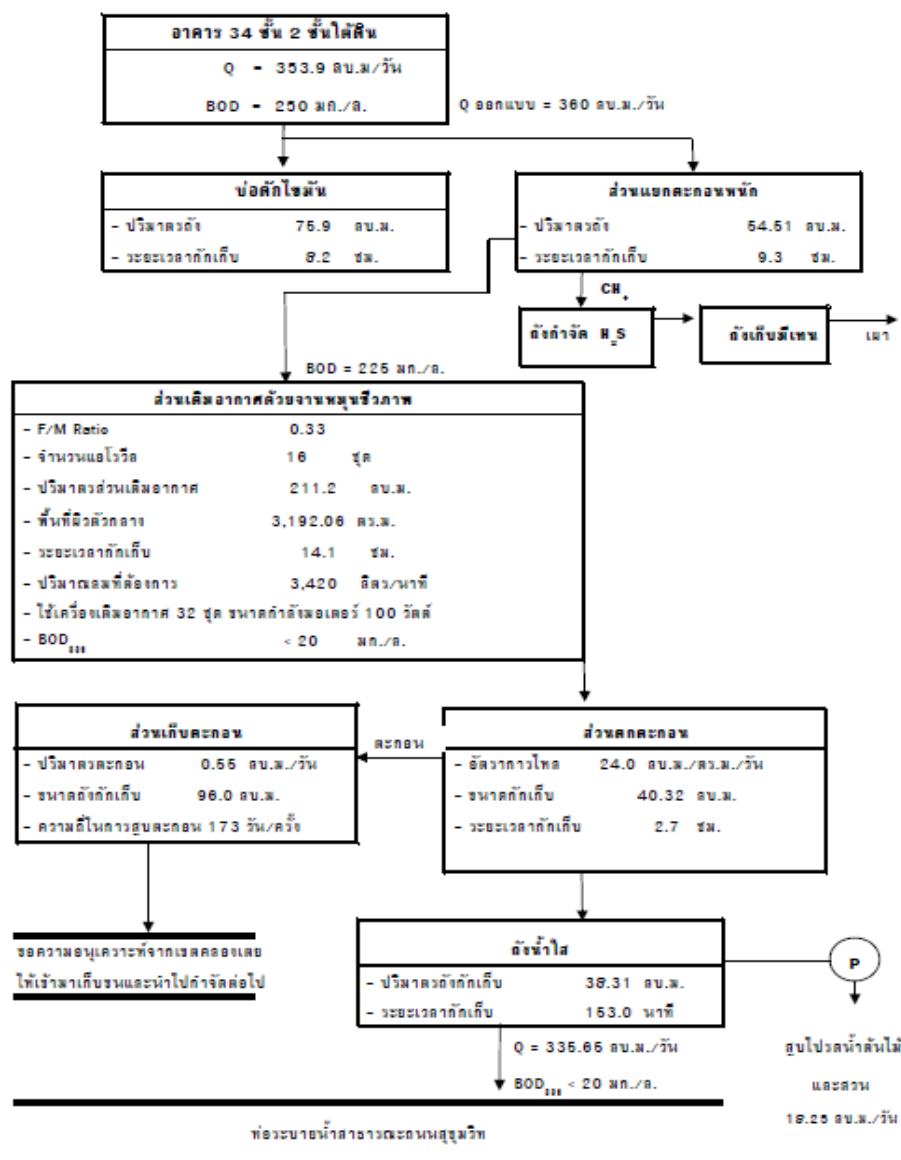 อาคาร 34 ชั้น 2 ชั้นใต้ดิน
Q = 353.9 ลบ.ม/วัน
BOD = 250 มก./ล.
Q ออกแบบ = 360 ลบ.ม./วัน
บ่อดักไขมัน
- ปริมาตรถัง 75.9 ลบ.ม.
- ระยะเวลากักเก็บ 8.2 ชม.
ส่วนแยกตะกอนหนัก
- ปริมาตรถัง 54.51 ลบ.ม.
- ระยะเวลากักเก็บ 9.3 ชม.
CH₄
ถังกำจัด H₂S
ถังเก็บมีเทน
เผา
BOD = 225 มก./ล.
ส่วนเติมอากาศด้วยจานหมุนชีวภาพ
- F/M Ratio 0.33
- จำนวนแอโรวีล 16 ชุด
- ปริมาตรส่วนเติมอากาศ 211.2 ลบ.ม.
- พื้นที่ผิวตัวกลาง 3,192.06 ตร.ม.
- ระยะเวลากักเก็บ 14.1 ชม.
- ปริมาณลมที่ต้องการ 3,420 ลิตร/นาที
- ใช้เครื่องเติมอากาศ 32 ชุด ขนาดกำลังมอเตอร์ 100 วัตต์
- BODออก < 20 มก./ล.
ส่วนเก็บตะกอน
- ปริมาตรตะกอน 0.55 ลบ.ม./วัน
- ขนาดถังกักเก็บ 96.0 ลบ.ม.
- ความถี่ในการสูบตะกอน 173 วัน/ครั้ง
ตะกอน
ส่วนตกตะกอน
- อัตราการไหล 24.0 ลบ.ม./ตร.ม./วัน
- ขนาดกักเก็บ 40.32 ลบ.ม.
- ระยะเวลากักเก็บ 2.7 ชม.
ขอความอนุเคราะห์จากเขตคลองเตย
ให้เข้ามาเก็บขนและนำไปกำจัดต่อไป
ถังน้ำใส
- ปริมาตรถังกักเก็บ 38.31 ลบ.ม.
- ระยะเวลากักเก็บ 153.0 นาที
P
สูบไปรดน้ำต้นไม้
และสวน
18.25 ลบ.ม./วัน
Q = 335.65 ลบ.ม./วัน
BODออก < 20 มก./ล.
ท่อระบายน้ำสาธารณะถนนสุขุมวิท